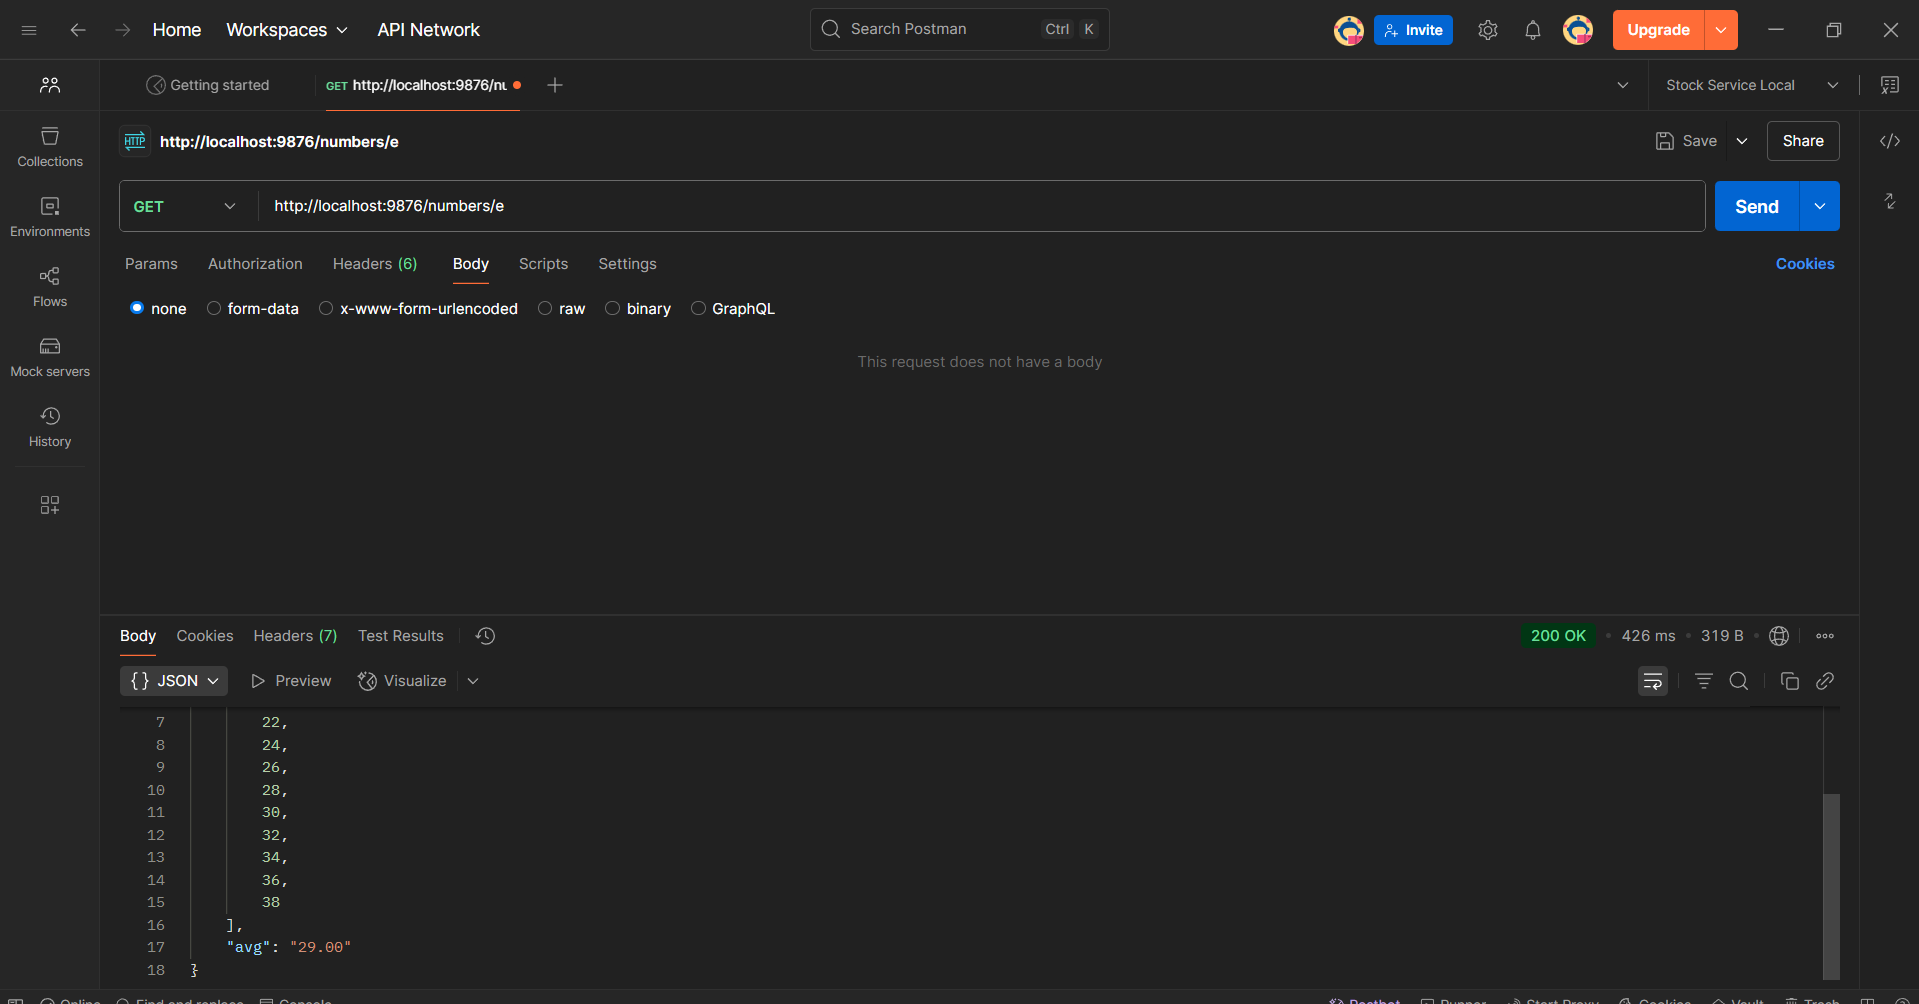 Home Workspaces API Network Search Postman Ctrl K Invite Upgrade
Getting started GET http://localhost:9876/nu Stock Service Local
HTTP http://localhost:9876/numbers/e Save Share
Collections
GET http://localhost:9876/numbers/e Send
Environments
Params Authorization Headers (6) Body Scripts Settings Cookies
Flows
none form-data x-www-form-urlencoded raw binary GraphQL
This request does not have a body
Mock servers
History
Body Cookies Headers (7) Test Results 200 OK • 426 ms • 319 B •
{} JSON Preview Visualize
7 22,
8 24,
9 26,
10 28,
11 30,
12 32,
13 34,
14 36,
15 38
16 ],
17 "avg": "29.00"
18 }
Online Find and replace Console Postbot Runner Start Proxy Cookies Vault Trash